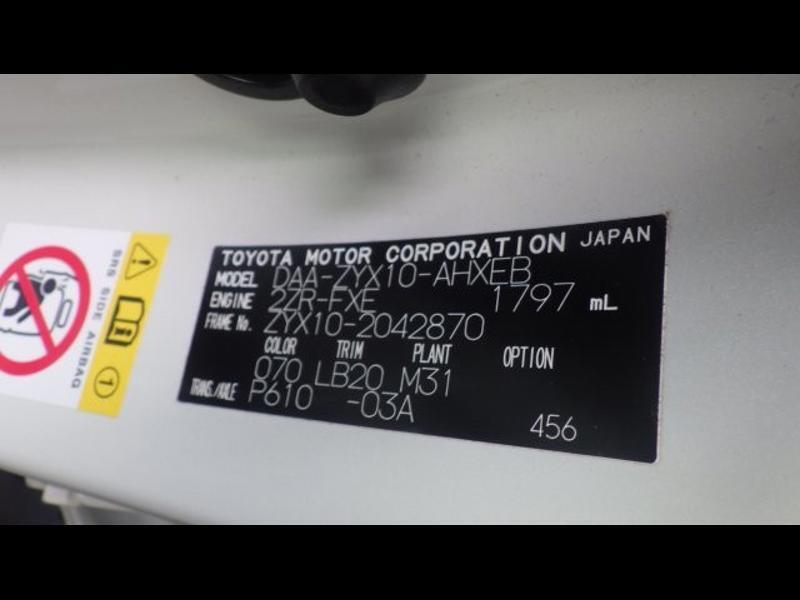 TOYOTA MOTOR CORPORATION JAPAN
MODEL DAA-ZYX10-AHXEB
ENGINE 2ZR-FXE 1797 mL
FRAME No. ZYX10-2042870
COLOR TRIM PLANT OPTION
070 LB20 M31
TRANS./AXLE P610 -03A
456
SRS SIDE AIRBAG
1